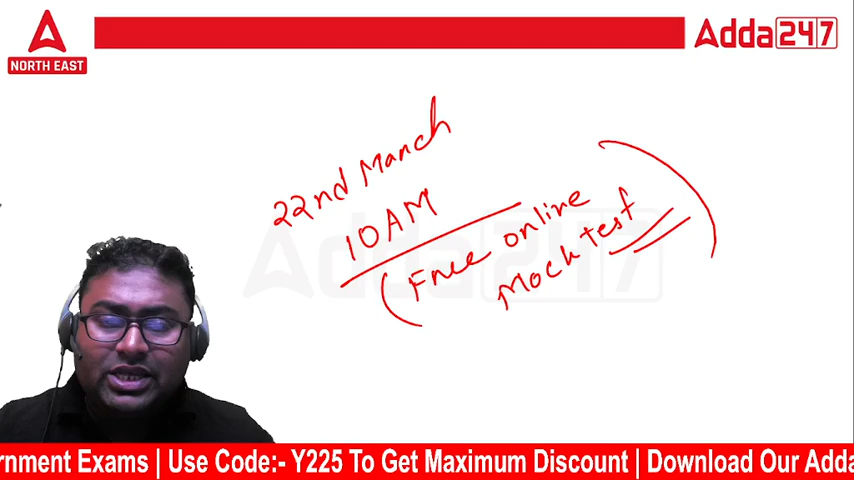 NORTH EAST
Adda247
22nd March
10AM
(Free online
Mock test)
Adda247
rnment Exams | Use Code:- Y225 To Get Maximum Discount | Download Our Adda